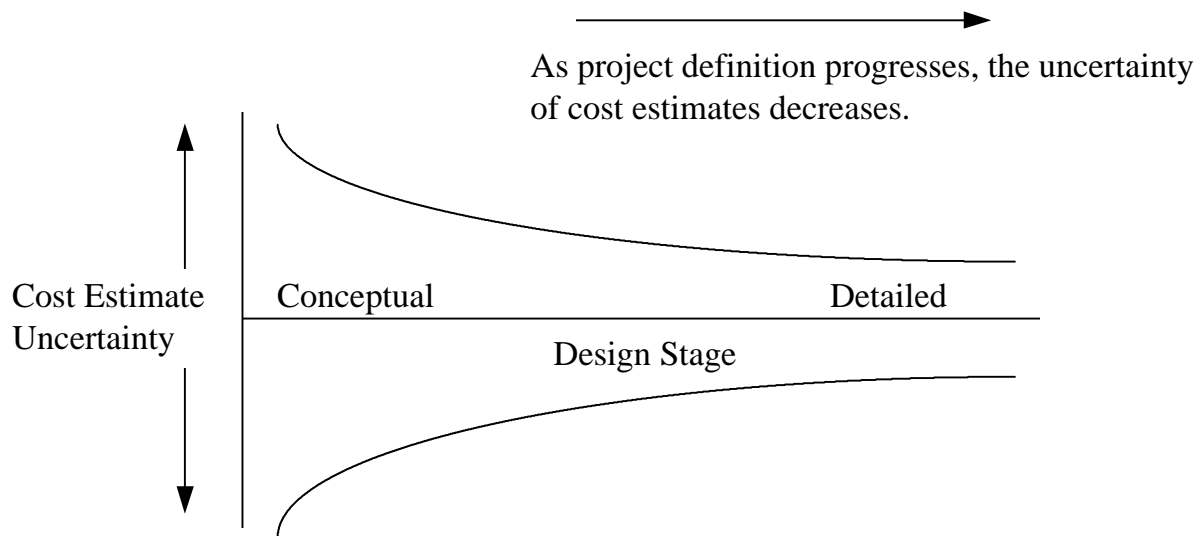 As project definition progresses, the uncertainty
of cost estimates decreases.
Cost Estimate
Uncertainty
Conceptual
Detailed
Design Stage